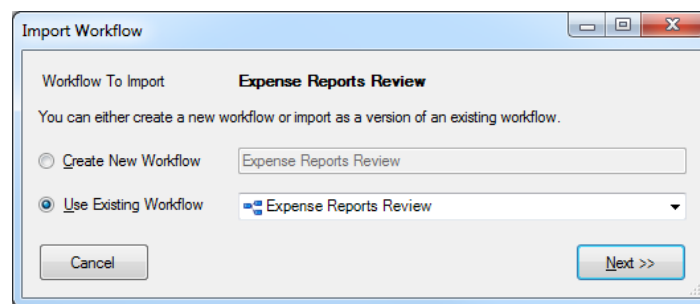 Import Workflow
Workflow To Import Expense Reports Review
You can either create a new workflow or import as a version of an existing workflow.
Create New Workflow Expense Reports Review
Use Existing Workflow Expense Reports Review
Cancel Next >>